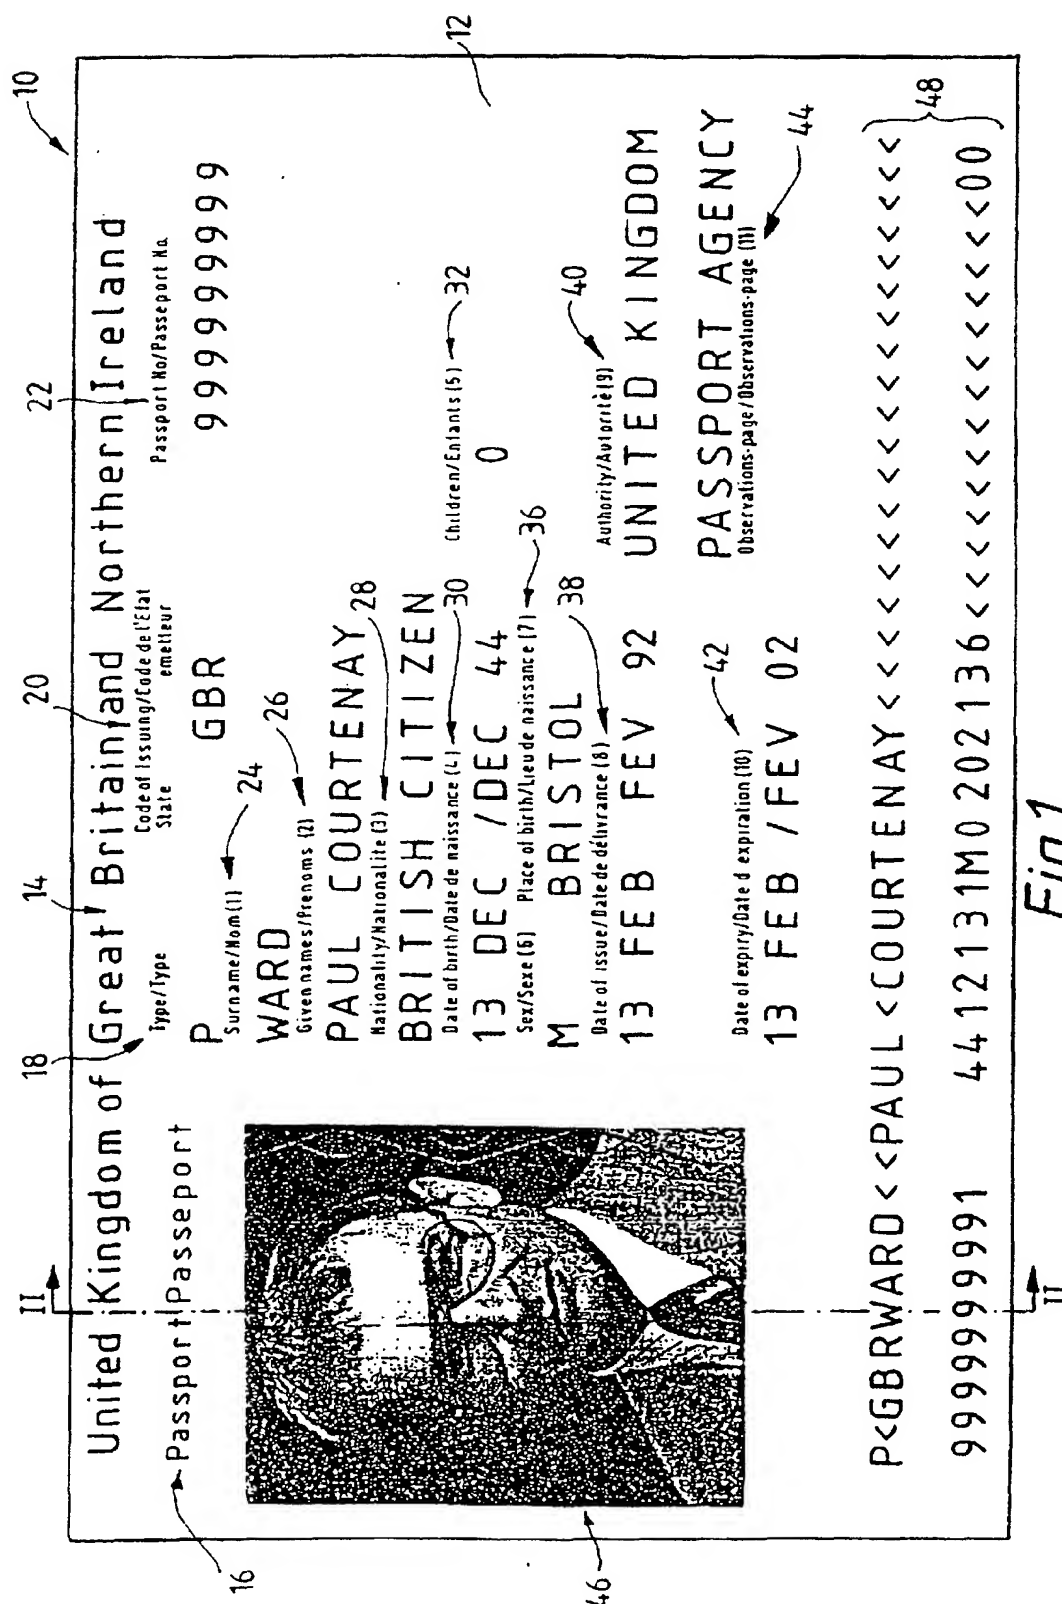 10
12
14
20
22
United Kingdom of Great Britain and Northern Ireland
16
Passport Passeport
18
Type/Type
P
Code of Issuing/Code de l'Etat
State emetteur
GBR
Passport No/Passeport No.
999999999
Surname/Nom(1)
24
WARD
Given names/Prenoms (2)
26
PAUL COURTENAY
Nationality/Nationalite (3)
28
BRITISH CITIZEN
Date of birth/Date de naissance (4)
30
Children/Enfants (5)
32
13 DEC /DEC 44
0
Sex/Sexe (6) Place of birth/Lieu de naissance (7)
36
M BRISTOL
Date of issue/Date de délivrance (8)
38
Authority/Autorité (9)
40
13 FEB FEV 92
UNITED KINGDOM
PASSPORT AGENCY
Date of expiry/Date d expiration (10)
42
Observations-page/Observations-page (11)
44
13 FEB /FEV 02
46
P<GBRWARD<<PAUL<COURTENAY<<<<<<<<<<<<<<<<<<<
9999999991 4412131M0202136<<<<<<<<<<<<<00
48
II
II
Fig.1